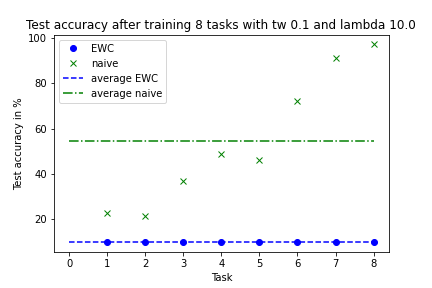 Test accuracy after training 8 tasks with tw 0.1 and lambda 10.0
100
80
60
40
20
Test accuracy in %
EWC
naive
average EWC
average naive
0 1 2 3 4 5 6 7 8
Task